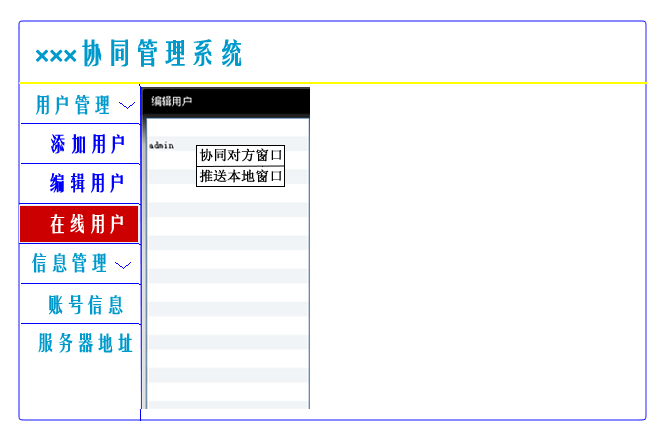 ×××协同管理系统
用户管理
添加用户
编辑用户
在线用户
信息管理
账号信息
服务器地址
编辑用户
admin
协同对方窗口
推送本地窗口